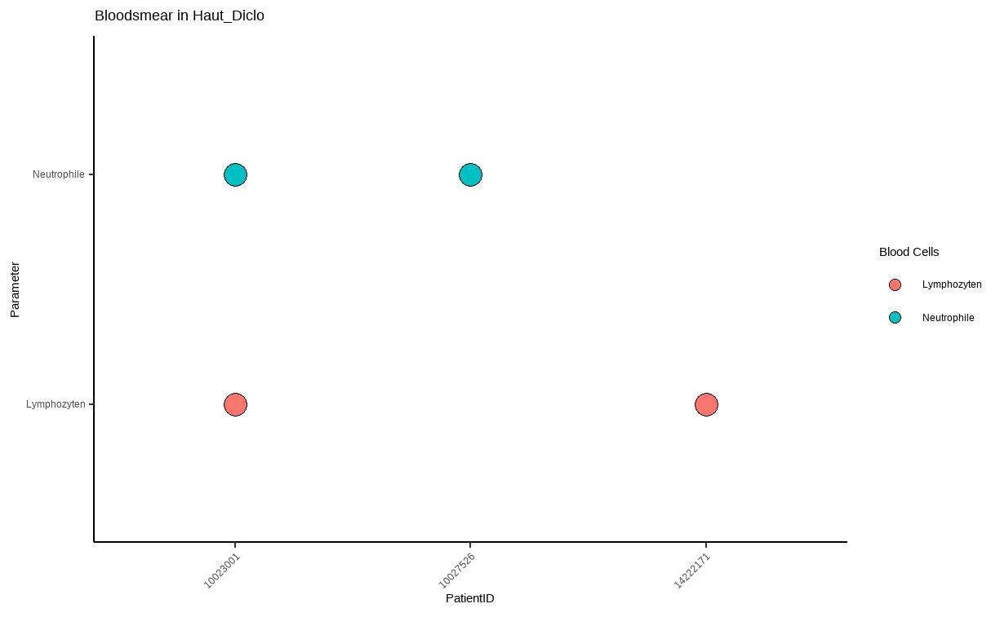 Bloodsmear in Haut_Diclo
Neutrophile
Lymphozyten
Parameter
10023001
10027526
14222171
PatientID
Blood Cells
Lymphozyten
Neutrophile